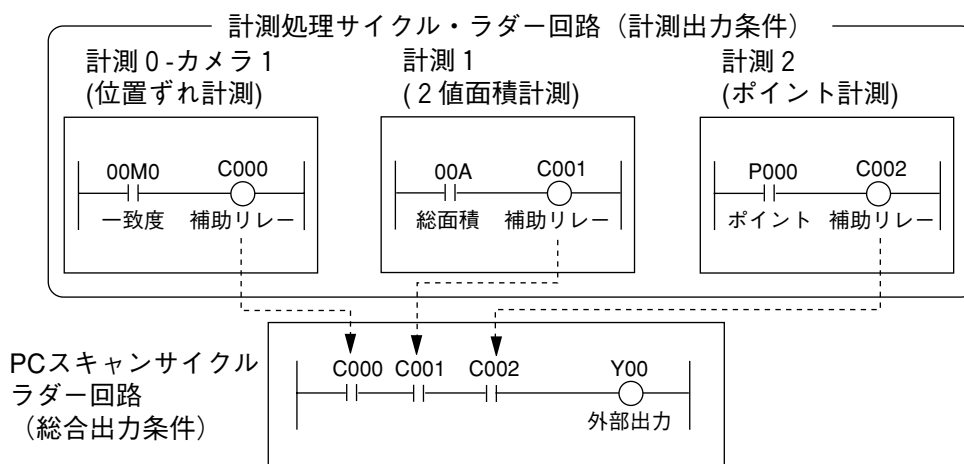 計測処理サイクル・ラダー回路（計測出力条件）
計測 0 -カメラ 1
(位置ずれ計測)
計測 1
( 2 値面積計測)
計測 2
(ポイント計測)
00M0 C000
一致度 補助リレー
00A C001
総面積 補助リレー
P000 C002
ポイント 補助リレー
PCスキャンサイクル
ラダー回路
（総合出力条件）
C000 C001 C002 Y00
外部出力